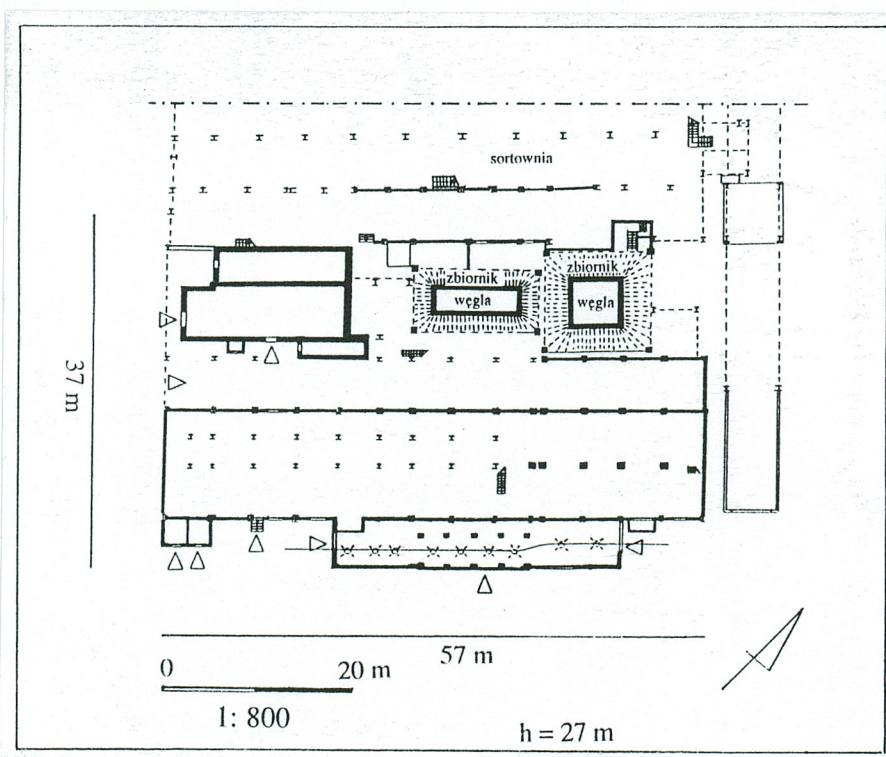 sortownia
zbiornik
węgla
zbiornik
węgla
37 m
57 m
0 20 m
1: 800
h = 27 m